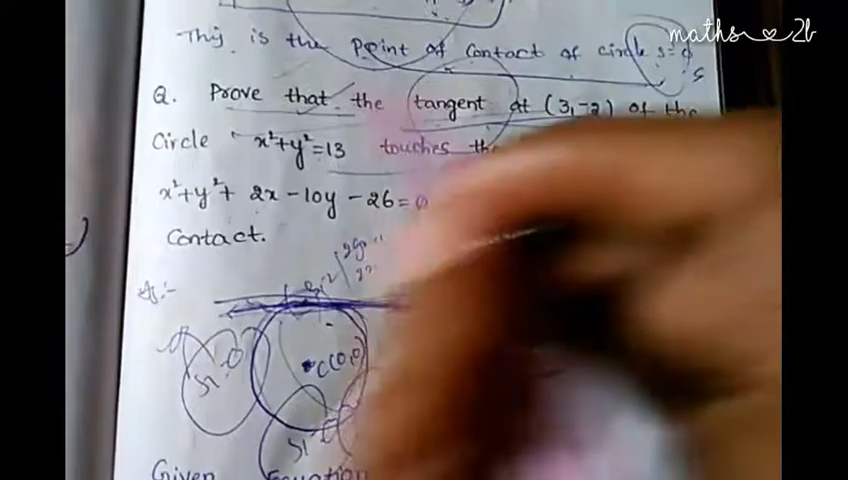 maths 2b
This is the Point of Contact of circle s=0
Q. Prove that the tangent at (3,-2) of the
Circle x²+y²=13 touches the
x²+y²+ 2x-10y-26=0
Contact.
C(0,0)
Given Equation